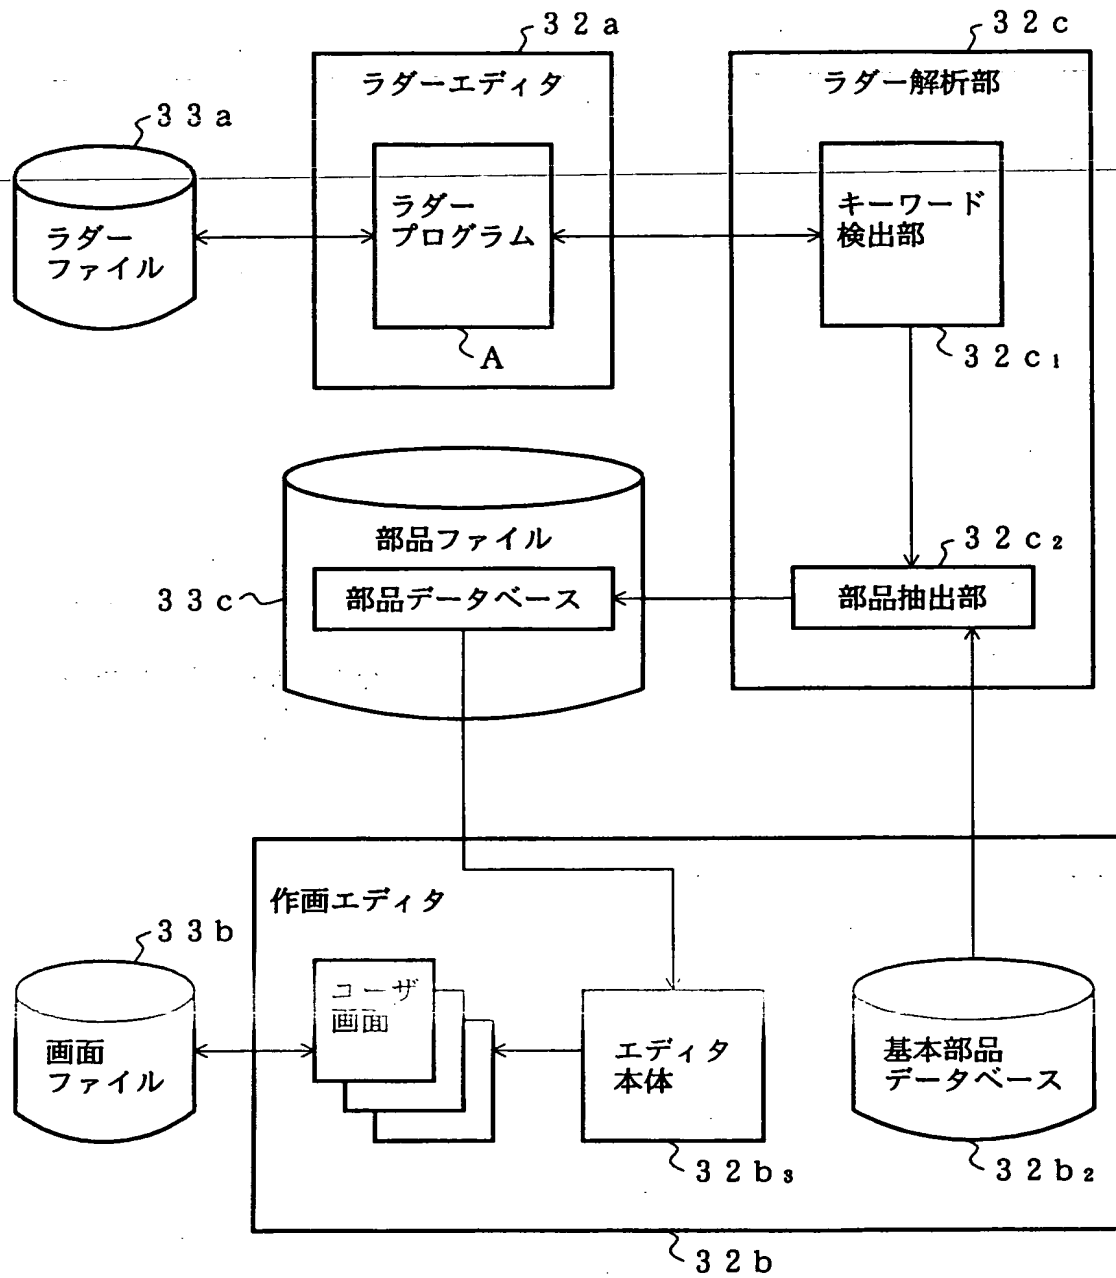 32a
32c
ラダーエディタ
ラダー解析部
33a
ラダー
ファイル
ラダー
プログラム
キーワード
検出部
A
32c₁
部品ファイル
32c₂
33c
部品データベース
部品抽出部
作画エディタ
33b
ユーザ
画面
画面
ファイル
エディタ
本体
基本部品
データベース
32b₃
32b₂
32b